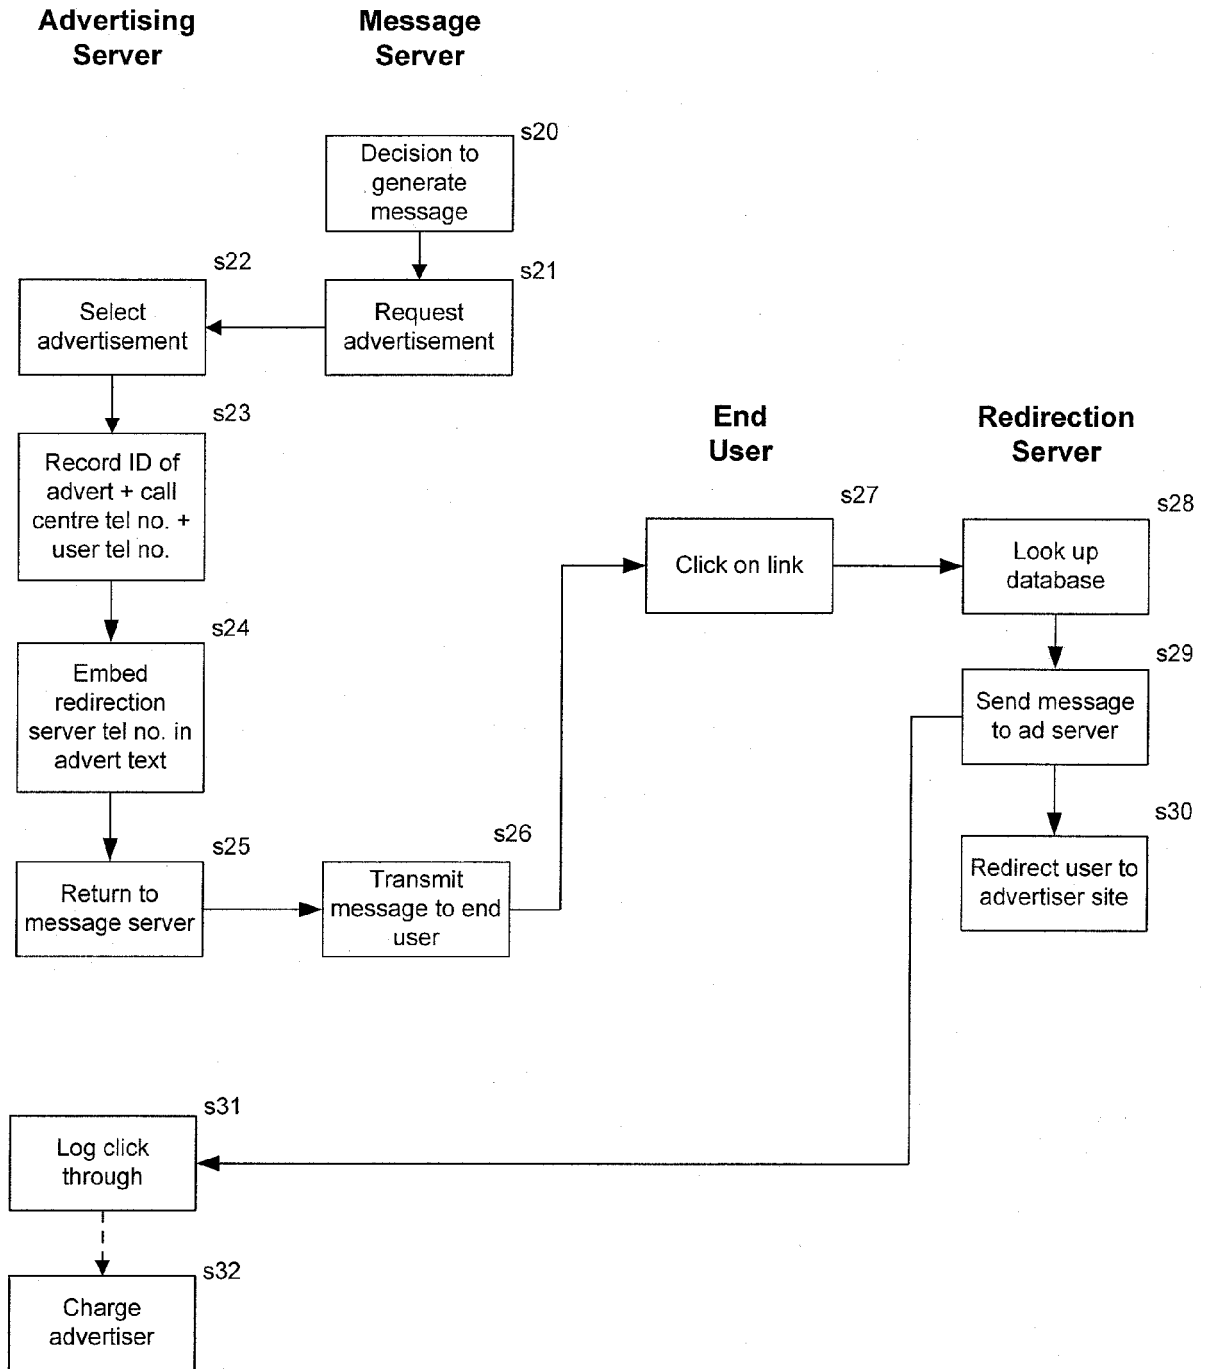 Advertising
Server
Message
Server
s20
Decision to
generate
message
s22
Select
advertisement
s21
Request
advertisement
s23
Record ID of
advert + call
centre tel no. +
user tel no.
End
User
Redirection
Server
s27
Click on link
s28
Look up
database
s24
Embed
redirection
server tel no. in
advert text
s29
Send message
to ad server
s25
Return to
message server
s26
Transmit
message to end
user
s30
Redirect user to
advertiser site
s31
Log click
through
s32
Charge
advertiser